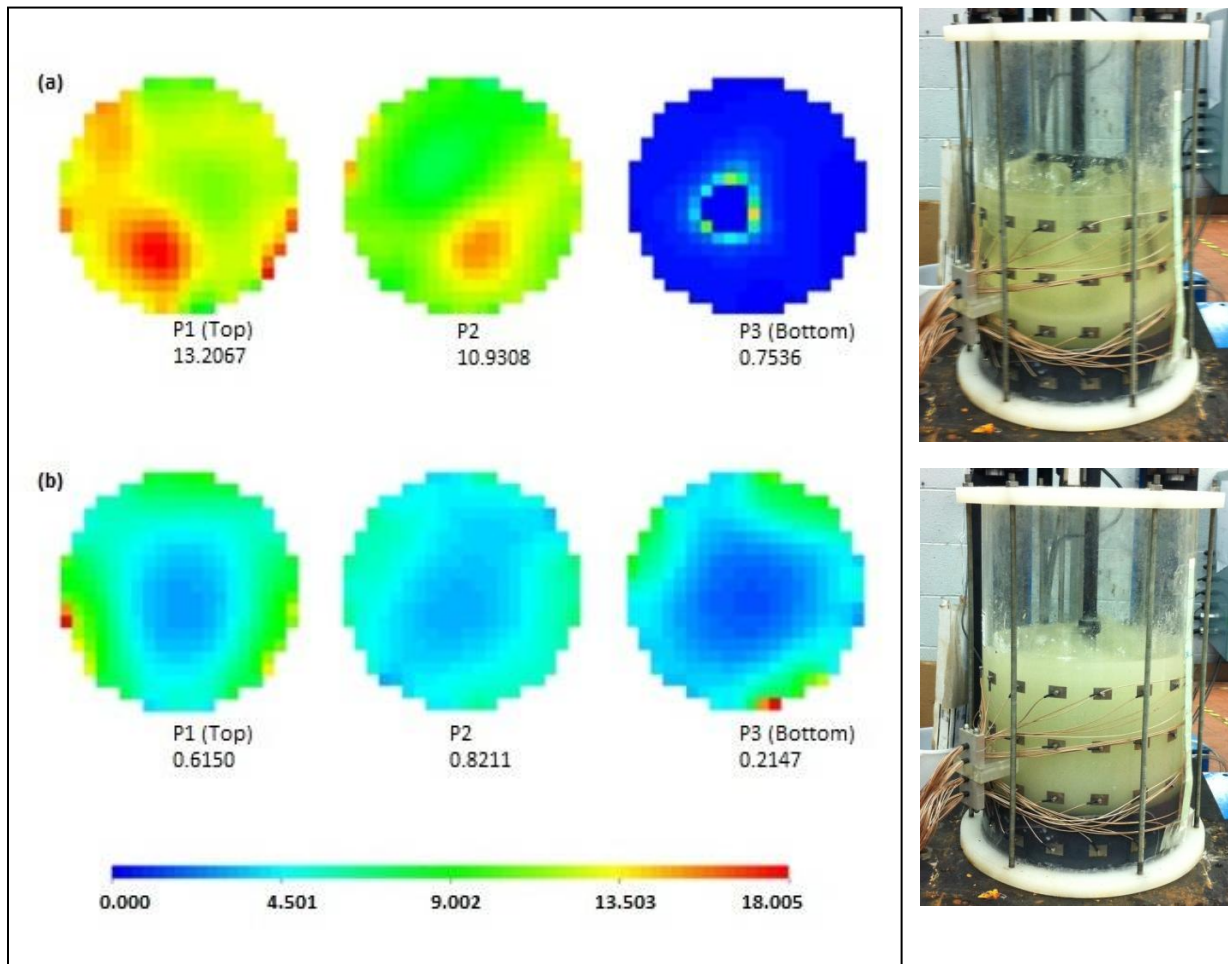 (a)
P1 (Top)
13.2067
P2
10.9308
P3 (Bottom)
0.7536
(b)
P1 (Top)
0.6150
P2
0.8211
P3 (Bottom)
0.2147
0.000 4.501 9.002 13.503 18.005